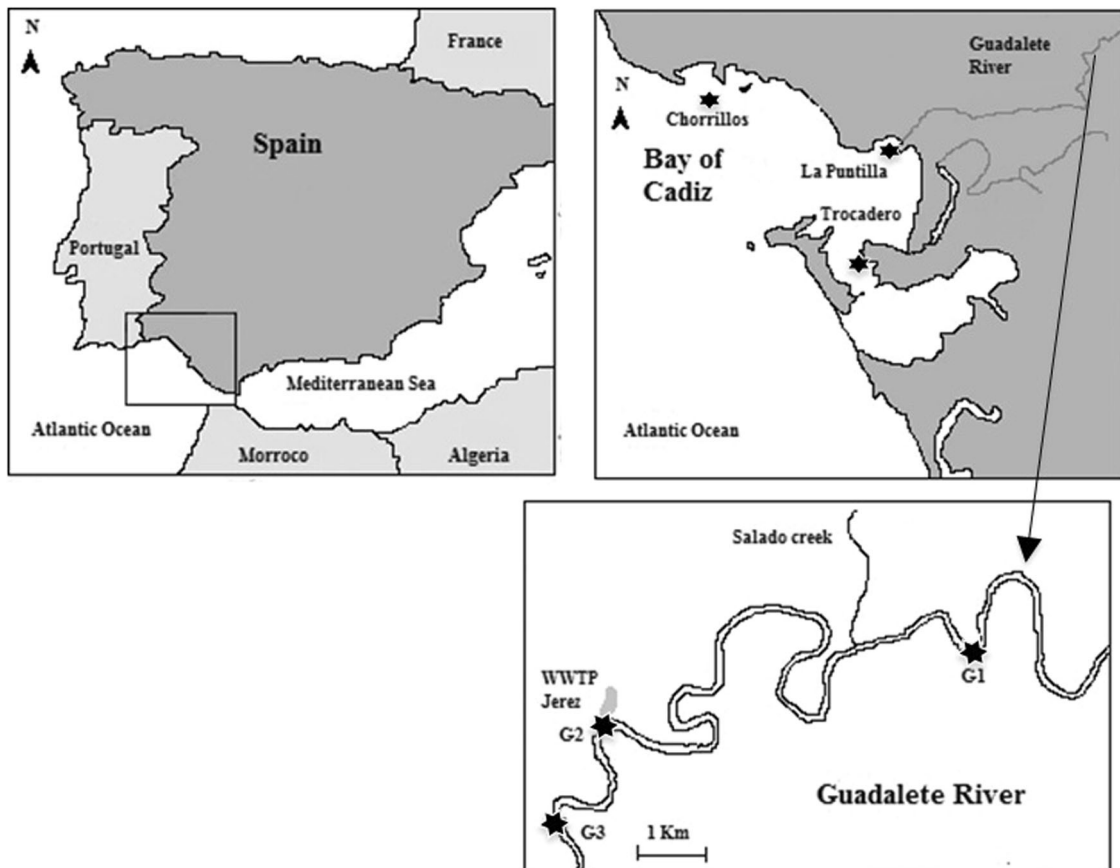 N
France
Spain
Portugal
Mediterranean Sea
Atlantic Ocean
Morroco
Algeria
N
Guadalete
River
Chorrillos
Bay of
Cadiz
La Puntilla
Trocadero
Atlantic Ocean
Salado creek
WWTP
Jerez
G1
G2
Guadalete River
G3
1 Km